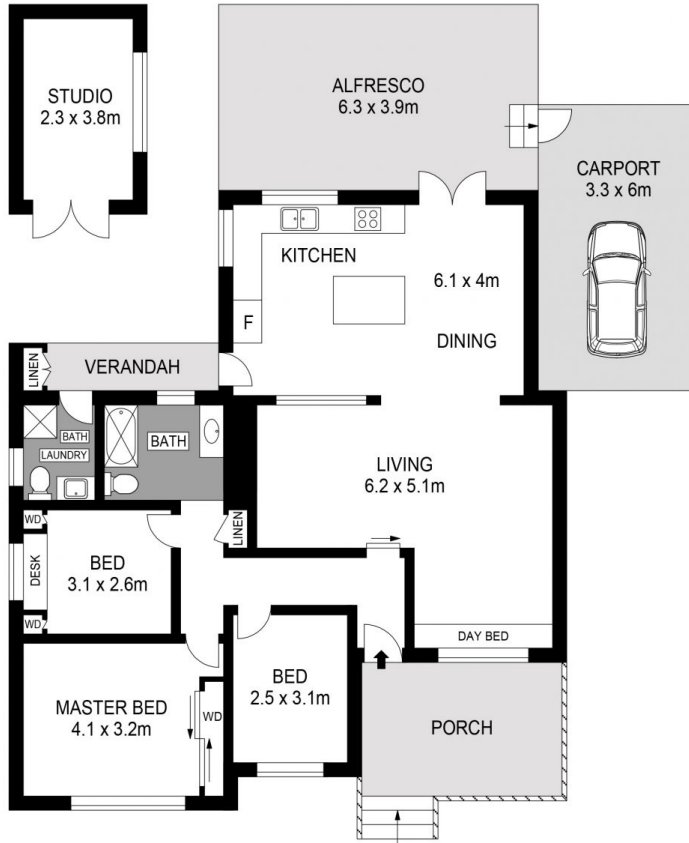 STUDIO
2.3 x 3.8m
ALFRESCO
6.3 x 3.9m
CARPORT
3.3 x 6m
KITCHEN
6.1 x 4m
F
DINING
LINEN
VERANDAH
BATH
LAUNDRY
BATH
LIVING
6.2 x 5.1m
WD
LINEN
DESK
BED
3.1 x 2.6m
WD
DAY BED
BED
2.5 x 3.1m
MASTER BED
4.1 x 3.2m
WD
PORCH